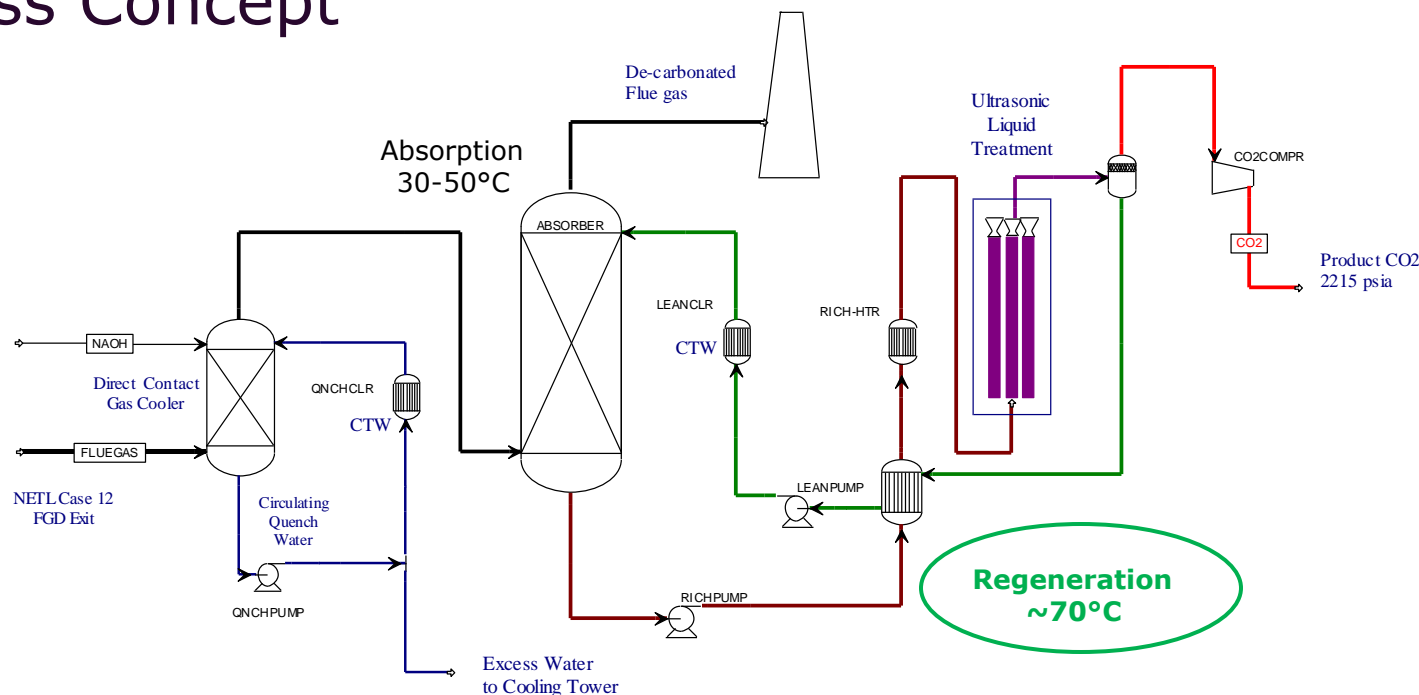 ss Concept
De-carbonated
Flue gas
Ultrasonic
Liquid
Treatment
Absorption
30-50°C
CO2COMPR
ABSORBER
CO2
Product CO2
2215 psia
LEANCLR
RICH-HTR
CTW
NAOH
Direct Contact
Gas Cooler
QNCHCLR
CTW
FLUEGAS
NETL Case 12
FGD Exit
Circulating
Quench
Water
LEANPUMP
Regeneration
~70°C
QNCHPUMP
RICHPUMP
Excess Water
to Cooling Tower